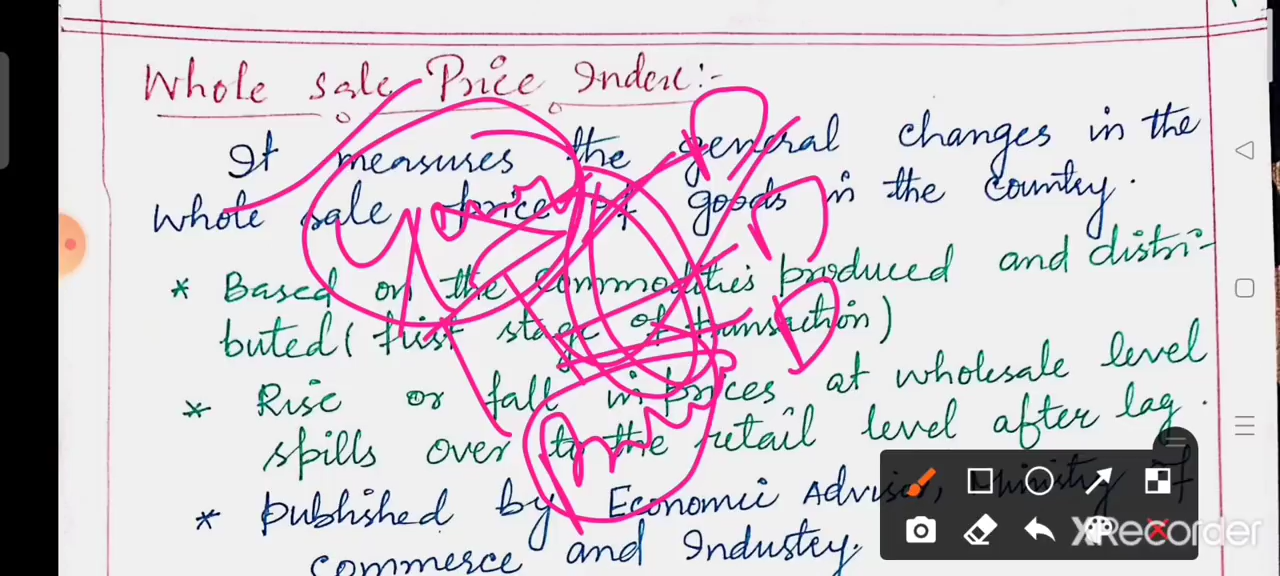 Whole sale Price Index:-
It measures the general changes in the
whole sale price of goods in the country.
* Based on the commodities produced and distri-
buted (first stage of transaction)
* Rise or fall in prices at wholesale level
spills over to the retail level after lag.
* published by Economic Advisor, Ministry of
commerce and Industry.
XRecorder